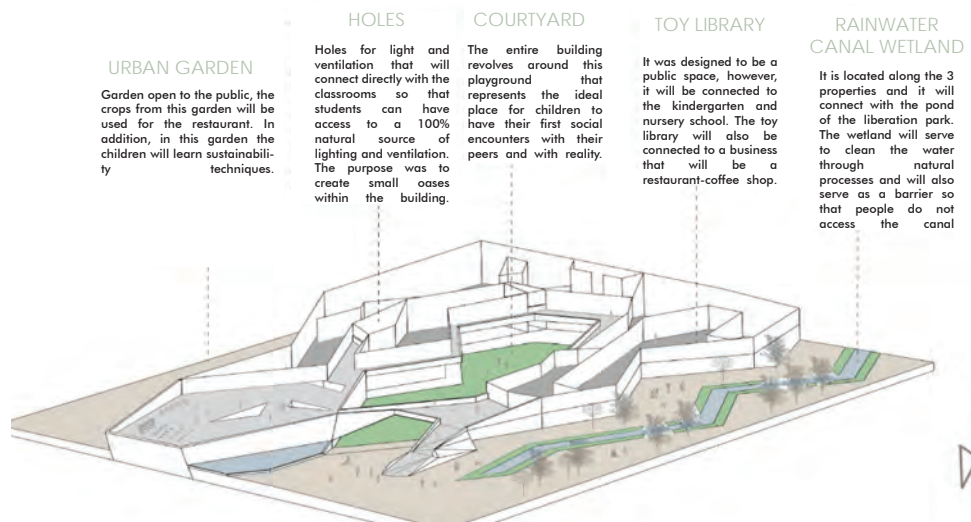 URBAN GARDEN
Garden open to the public, the
crops from this garden will be
used for the restaurant. In
addition, in this garden the
children will learn sustainabili-
ty techniques.
HOLES
Holes for light and
ventilation that will
connect directly with the
classrooms so that
students can have
access to a 100%
natural source of
lighting and ventilation.
The purpose was to
create small oases
within the building.
COURTYARD
The entire building
revolves around this
playground that
represents the ideal
place for children to
have their first social
encounters with their
peers and with reality.
TOY LIBRARY
It was designed to be a
public space, however,
it will be connected to
the kindergarten and
nursery school. The toy
library will also be
connected to a business
that will be a
restaurant-coffee shop.
RAINWATER
CANAL WETLAND
It is located along the 3
properties and it will
connect with the pond
of the liberation park.
The wetland will serve
to clean the water
through natural
processes and will also
serve as a barrier so
that people do not
access the canal